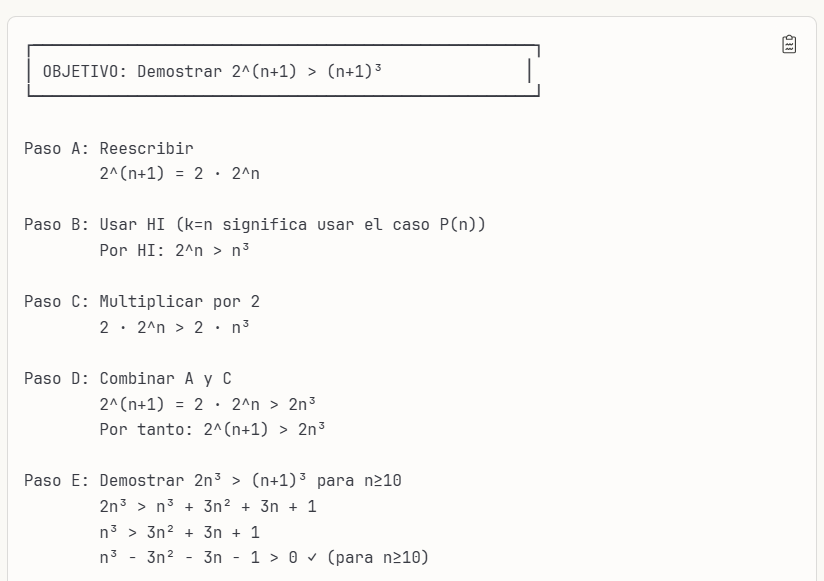 OBJETIVO: Demostrar 2^(n+1) > (n+1)³
Paso A: Reescribir
2^(n+1) = 2 · 2^n
Paso B: Usar HI (k=n significa usar el caso P(n))
Por HI: 2^n > n³
Paso C: Multiplicar por 2
2 · 2^n > 2 · n³
Paso D: Combinar A y C
2^(n+1) = 2 · 2^n > 2n³
Por tanto: 2^(n+1) > 2n³
Paso E: Demostrar 2n³ > (n+1)³ para n≥10
2n³ > n³ + 3n² + 3n + 1
n³ > 3n² + 3n + 1
n³ - 3n² - 3n - 1 > 0 ✓ (para n≥10)